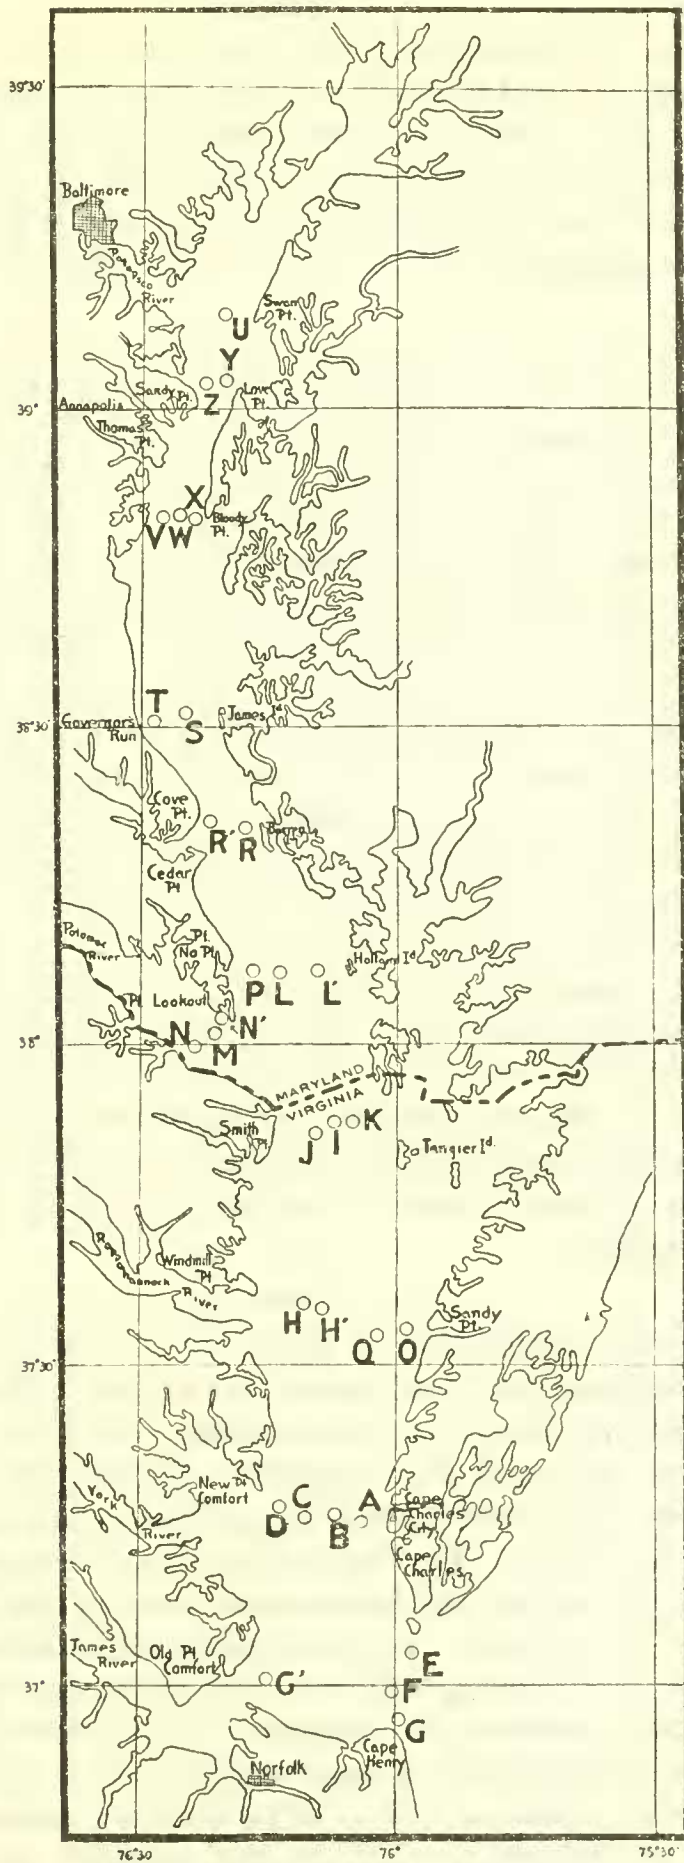 39°30'
Baltimore
Patapsco
River
Swan
Pt.
U
Y
Sandy Pt.
Z
Love
Pt.
Annapolis
39°
Thomas
Pt.
X
V W
Bloody
Pt.
T
S
James Id.
38°30'
Governors
Run
Cove
Pt.
R'
R
Cedar
Pt
Potomac
River
Pt.
No Pt.
Holland Id.
P L L'
Pt. Lookout
N'
N
M
38°
MARYLAND
VIRGINIA
Smith
Pt.
J I K
Tangier Id.
Rappahannock
River
Windmill
Pt.
H H'
Sandy
Pt.
Q O
37°30'
New Pt
Comfort
York
River
D C B A
Cape
Charles
City
Cape
Charles
James
River
Old Pt.
Comfort
E
37°
G'
F
G
Cape
Henry
Norfolk
76°30' 76° 75°30'